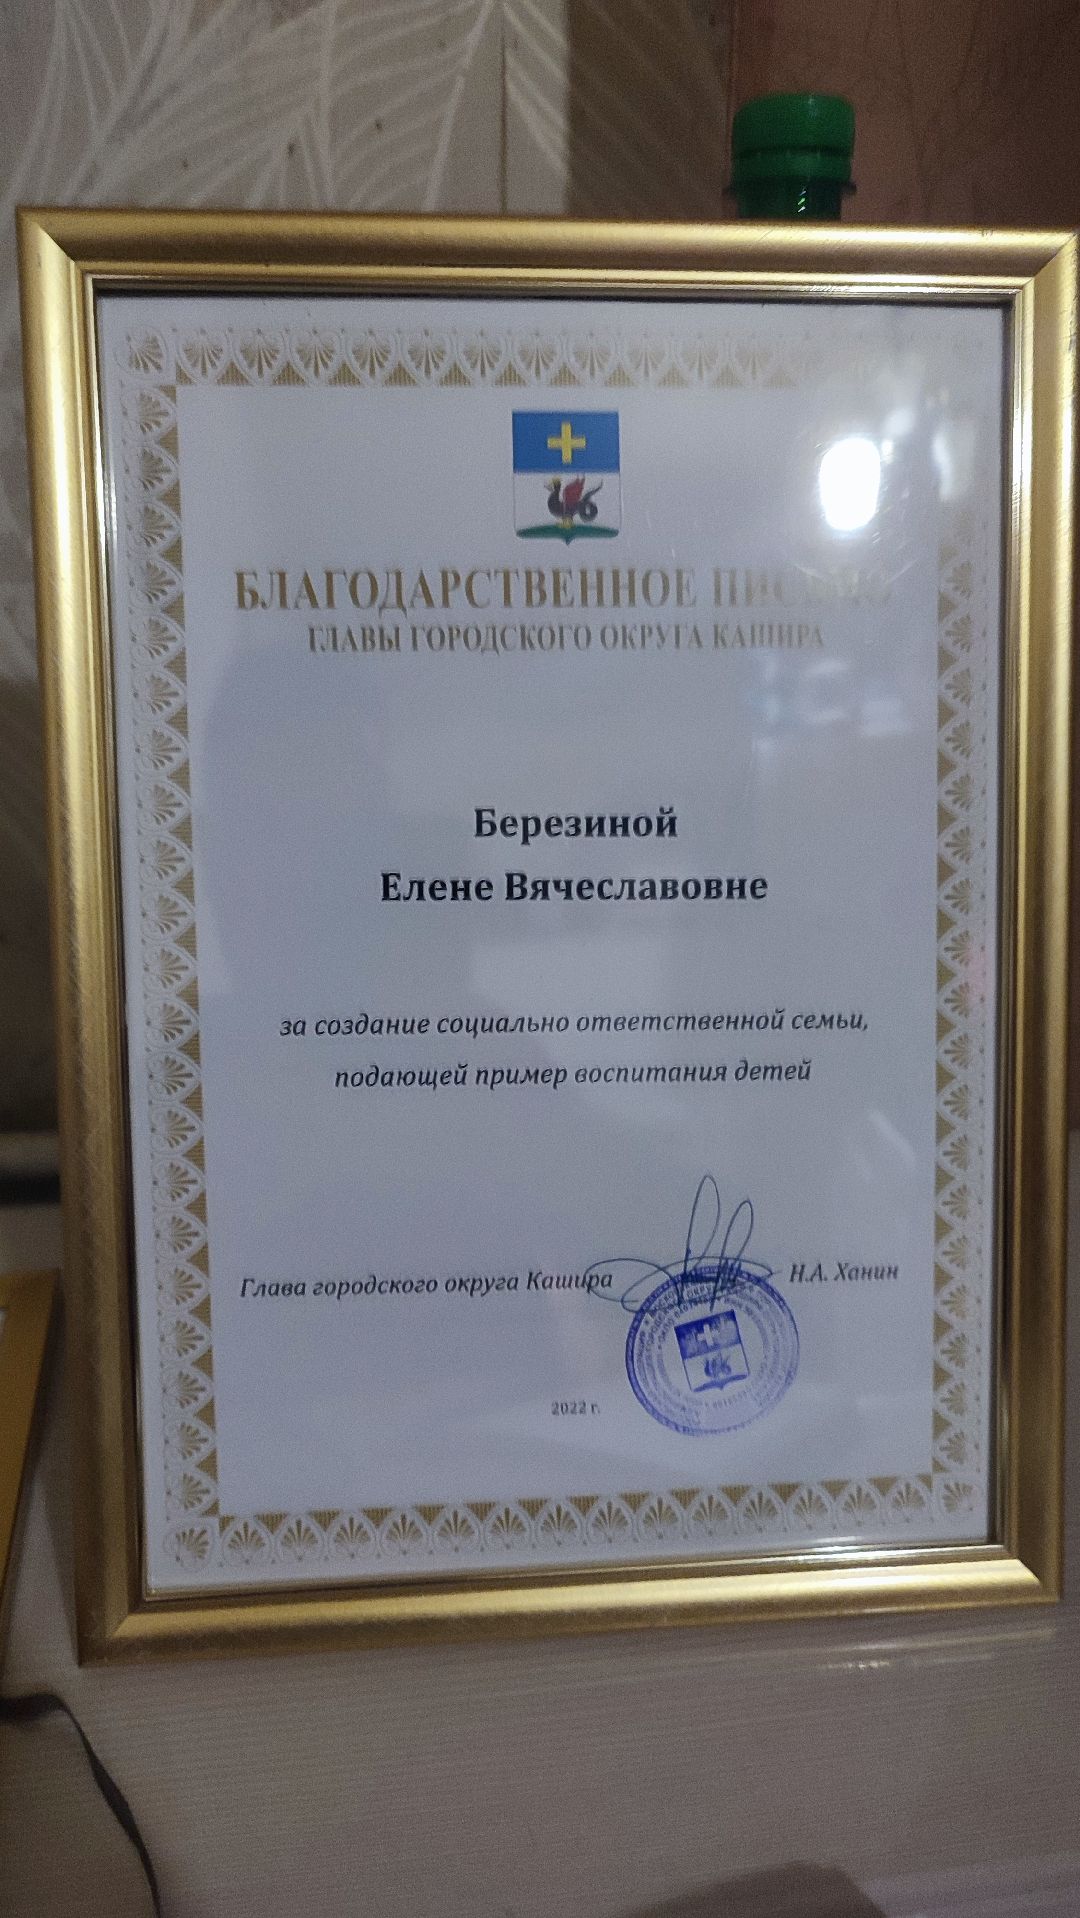 БЛАГОДАРСТВЕННОЕ ПИСЬМО
ГЛАВЫ ГОРОДСКОГО ОКРУГА КАШИРА
Березиной
Елене Вячеславовне
за создание социально ответственной семьи,
подающей пример воспитания детей
Глава городского округа Кашира Н.А. Ханин
2022 г.